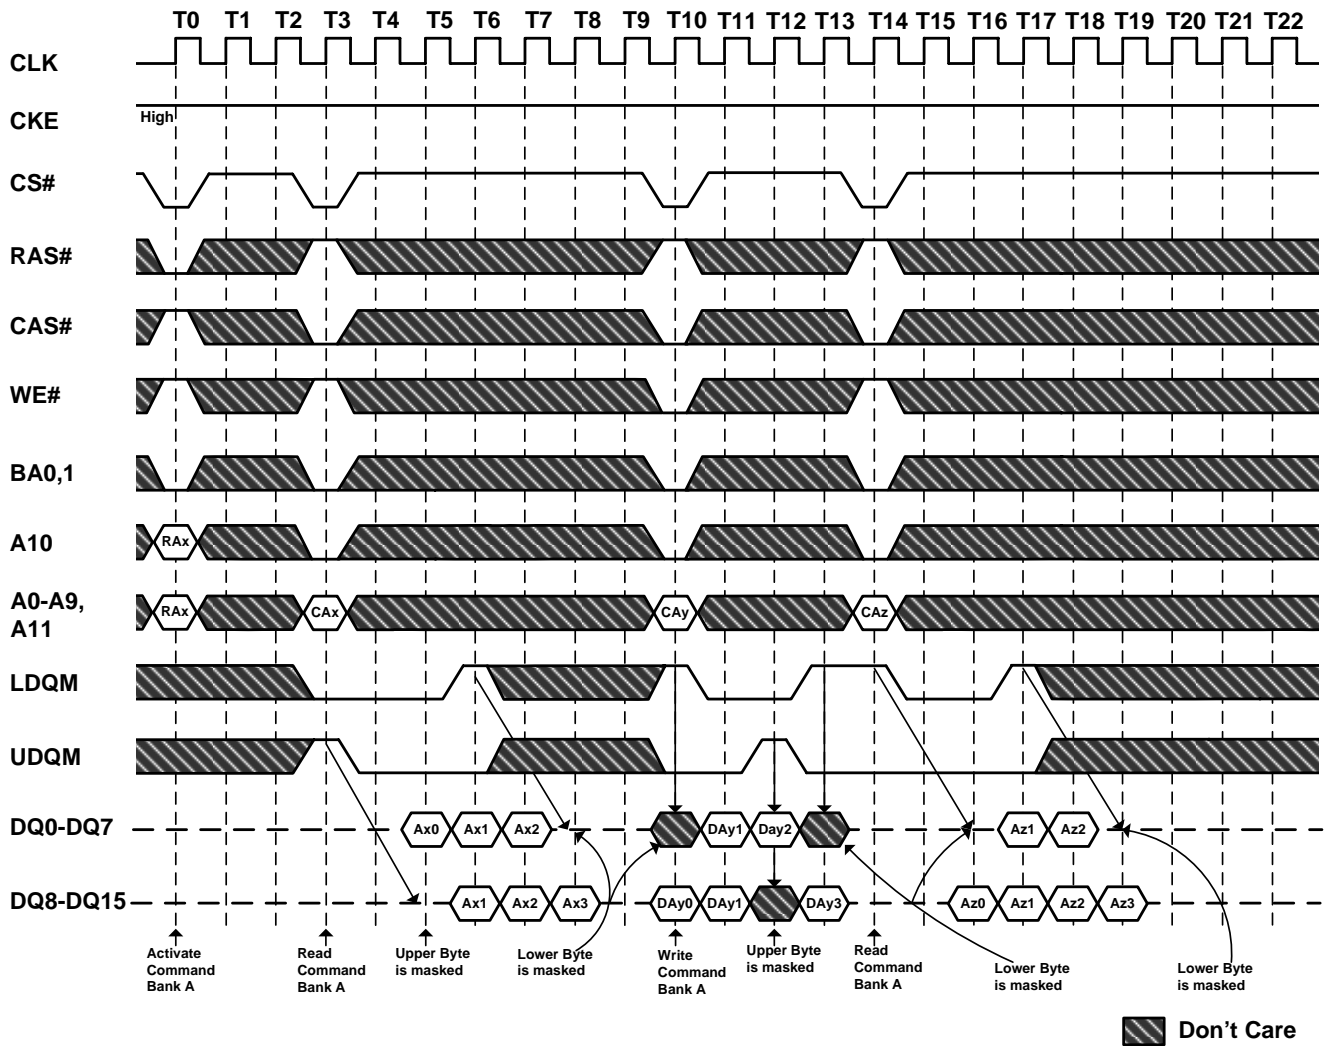 T0 T1 T2 T3 T4 T5 T6 T7 T8 T9 T10 T11 T12 T13 T14 T15 T16 T17 T18 T19 T20 T21 T22
CLK
CKE
High
CS#
RAS#
CAS#
WE#
BA0,1
A10
RAx
A0-A9,
A11
RAx CAx CAy CAz
LDQM
UDQM
DQ0-DQ7
Ax0 Ax1 Ax2 DAy1 Day2 Az1 Az2
DQ8-DQ15
Ax1 Ax2 Ax3 DAy0 DAy1 DAy3 Az0 Az1 Az2 Az3
Activate
Command
Bank A
Read
Command
Bank A
Upper Byte
is masked
Lower Byte
is masked
Write
Command
Bank A
Upper Byte
is masked
Read
Command
Bank A
Lower Byte
is masked
Lower Byte
is masked
Don't Care